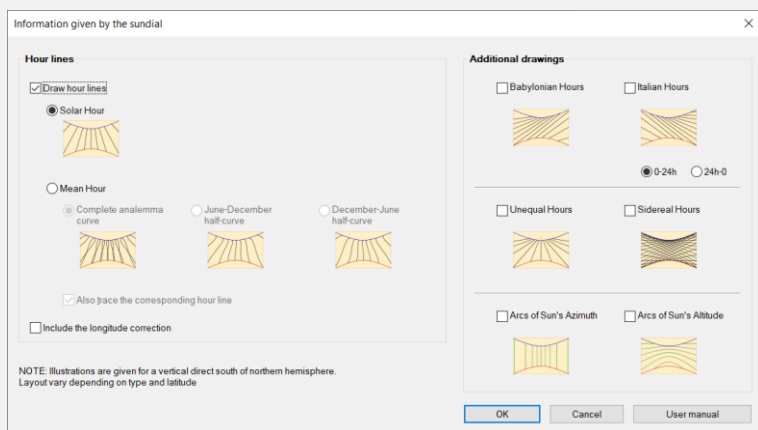 Information given by the sundial
Hour lines
Draw hour lines
Solar Hour
Mean Hour
Complete analemma
curve
June-December
half-curve
December-June
half-curve
Also trace the corresponding hour line
Include the longitude correction
NOTE: Illustrations are given for a vertical direct south of northern hemisphere.
Layout vary depending on type and latitude
Additional drawings
Babylonian Hours
Italian Hours
0-24h
24h-0
Unequal Hours
Sidereal Hours
Arcs of Sun's Azimuth
Arcs of Sun's Altitude
OK
Cancel
User manual